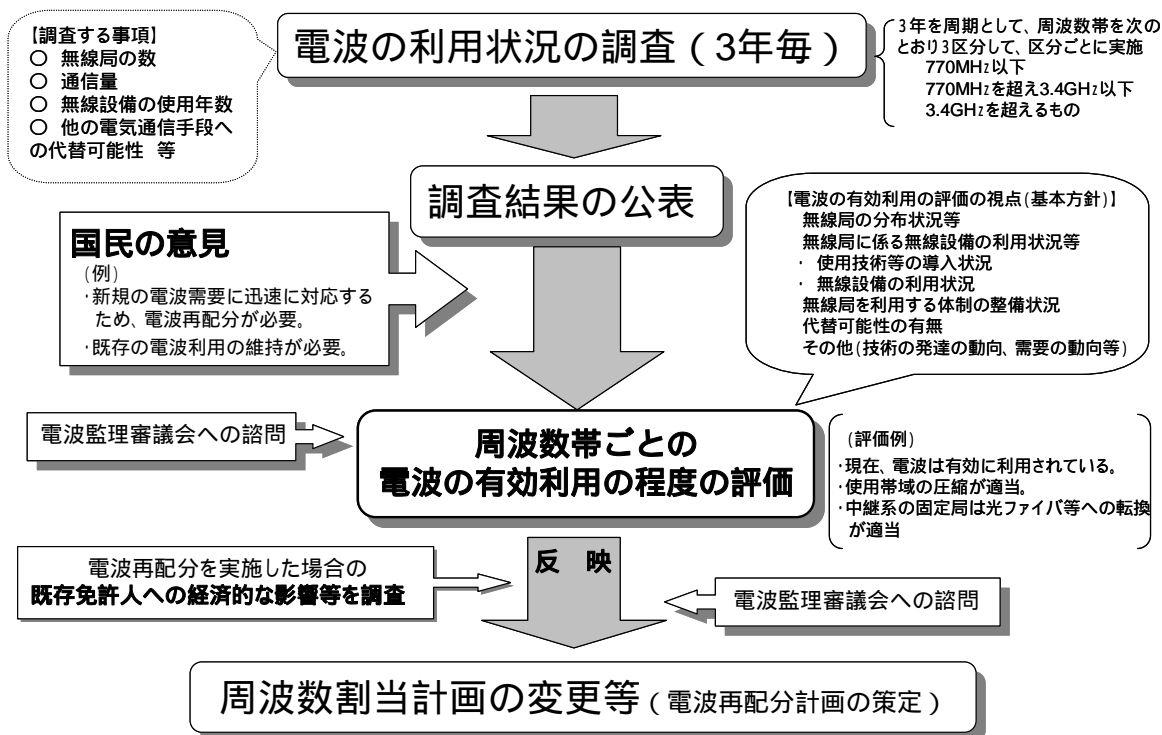 【調査する事項】
○ 無線局の数
○ 通信量
○ 無線設備の使用年数
○ 他の電気通信手段へ
の代替可能性 等
電波の利用状況の調査（3年毎）
3年を周期として、周波数帯を次の
とおり3区分して、区分ごとに実施
770MHz以下
770MHzを超え3.4GHz以下
3.4GHzを超えるもの
調査結果の公表
国民の意見
（例）
・新規の電波需要に迅速に対応する
ため、電波再配分が必要。
・既存の電波利用の維持が必要。
【電波の有効利用の評価の視点(基本方針)】
無線局の分布状況等
無線局に係る無線設備の利用状況等
・ 使用技術等の導入状況
・ 無線設備の利用状況
無線局を利用する体制の整備状況
代替可能性の有無
その他(技術の発達の動向、需要の動向等)
電波監理審議会への諮問
周波数帯ごとの
電波の有効利用の程度の評価
（評価例）
・現在、電波は有効に利用されている。
・使用帯域の圧縮が適当。
・中継系の固定局は光ファイバ等への転換
が適当
電波再配分を実施した場合の
既存免許人への経済的な影響等を調査
反 映
電波監理審議会への諮問
周波数割当計画の変更等（電波再配分計画の策定）